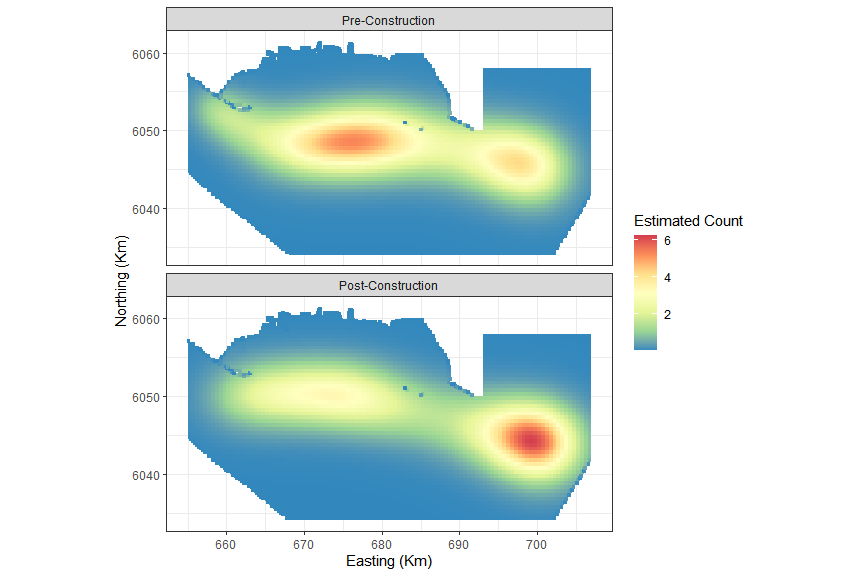 Pre-Construction
6060
6050
6040
Northing (Km)
Post-Construction
6060
6050
6040
660 670 680 690 700
Easting (Km)
Estimated Count
6
4
2